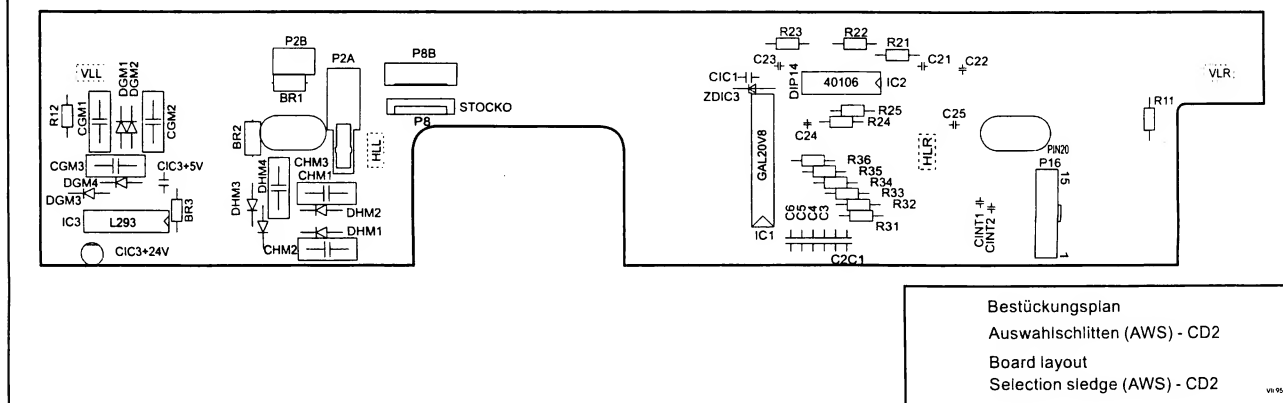 VLL
R12
CGM1
DGM1
DGM2
CGM2
CGM3
DGM4
DGM3
CIC3+5V
IC3
L293
BR3
CIC3+24V
P2B
BR1
P2A
BR2
P8B
STOCKO
P8
HLL
DHM3
DHM4
CHM3
CHM1
DHM2
DHM1
CHM2
R23
R22
R21
C23
C21
C22
CIC1
DIP14
40106
IC2
ZDIC3
R25
R24
C24
C25
GAL20V8
IC1
HLR
R36
R35
R34
R33
R32
R31
C6
C5
C4
C3
C2C1
PIN20
P16
15
1
CINT1
CINT2
R11
VLR
Bestückungsplan
Auswahlschlitten (AWS) - CD2
Board layout
Selection sledge (AWS) - CD2
VII 95